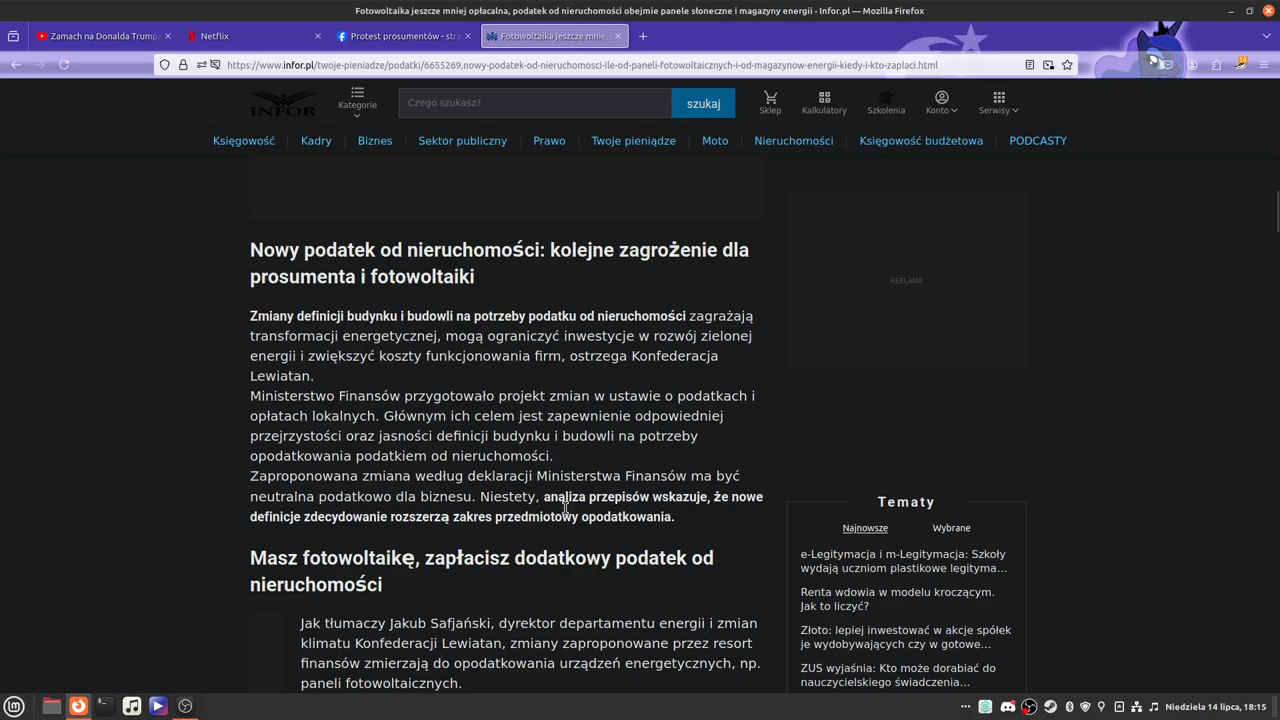 Fotowoltaika jeszcze mniej opłacalna, podatek od nieruchomości obejmie panele słoneczne i magazyny energii - Infor.pl — Mozilla Firefox
Zamach na Donalda Trumpa
Netflix
Protest prosumentów - stra
Fotowoltaika jeszcze mnie
https://www.infor.pl/twoje-pieniadze/podatki/6655269,nowy-podatek-od-nieruchomosci-ile-od-paneli-fotowoltaicznych-i-od-magazynow-energii-kiedy-i-kto-zaplaci.html
INFOR
Kategorie
Czego szukasz?
szukaj
Sklep
Kalkulatory
Szkolenia
Konto
Serwisy
Księgowość
Kadry
Biznes
Sektor publiczny
Prawo
Twoje pieniądze
Moto
Nieruchomości
Księgowość budżetowa
PODCASTY
Nowy podatek od nieruchomości: kolejne zagrożenie dla
prosumenta i fotowoltaiki
Zmiany definicji budynku i budowli na potrzeby podatku od nieruchomości zagrażają
transformacji energetycznej, mogą ograniczyć inwestycje w rozwój zielonej
energii i zwiększyć koszty funkcjonowania firm, ostrzega Konfederacja
Lewiatan.
Ministerstwo Finansów przygotowało projekt zmian w ustawie o podatkach i
opłatach lokalnych. Głównym ich celem jest zapewnienie odpowiedniej
przejrzystości oraz jasności definicji budynku i budowli na potrzeby
opodatkowania podatkiem od nieruchomości.
Zaproponowana zmiana według deklaracji Ministerstwa Finansów ma być
neutralna podatkowo dla biznesu. Niestety, analiza przepisów wskazuje, że nowe
definicje zdecydowanie rozszerzą zakres przedmiotowy opodatkowania.
Masz fotowoltaikę, zapłacisz dodatkowy podatek od
nieruchomości
Jak tłumaczy Jakub Safjański, dyrektor departamentu energii i zmian
klimatu Konfederacji Lewiatan, zmiany zaproponowane przez resort
finansów zmierzają do opodatkowania urządzeń energetycznych, np.
paneli fotowoltaicznych.
REKLAMA
Tematy
Najnowsze
Wybrane
e-Legitymacja i m-Legitymacja: Szkoły
wydają uczniom plastikowe legityma…
Renta wdowia w modelu kroczącym.
Jak to liczyć?
Złoto: lepiej inwestować w akcje spółek
je wydobywających czy w gotowe…
ZUS wyjaśnia: Kto może dorabiać do
nauczycielskiego świadczenia…
Niedziela 14 lipca, 18:15